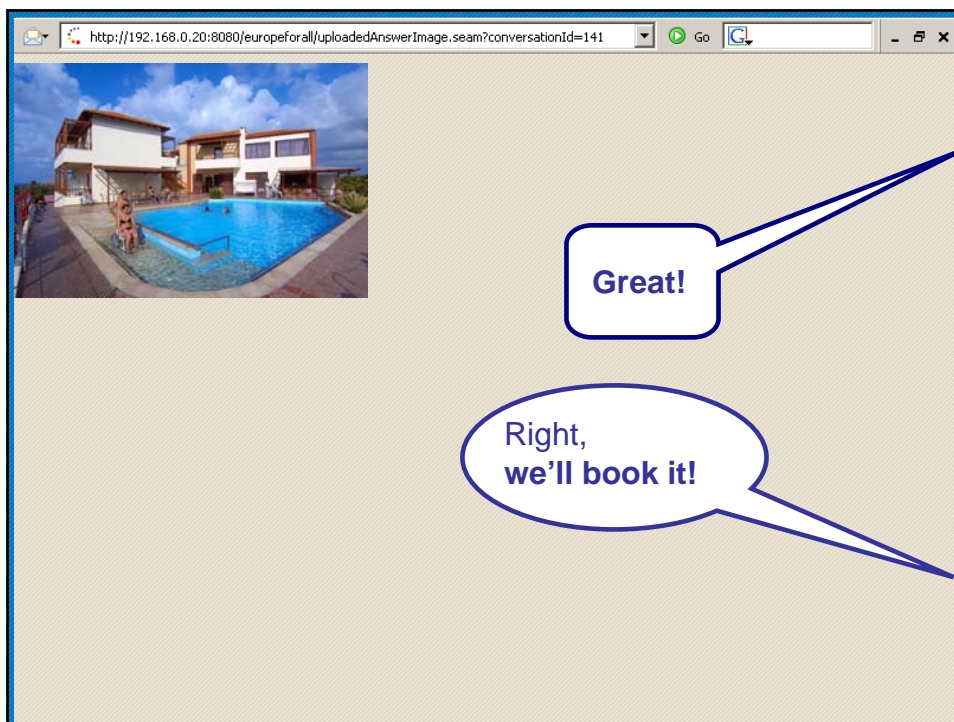 http://192.168.0.20:8080/europeforall/uploadedAnswerImage.seam?conversationId=141 Go G
Great!
Right,
we'll book it!